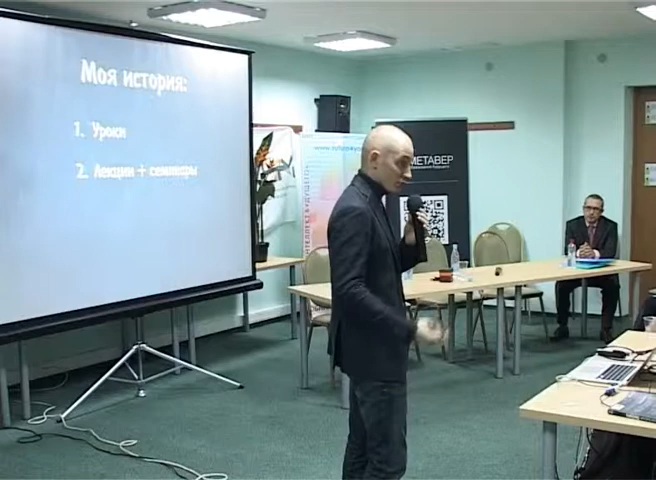 Моя история:
1. Уроки
2. Лекции + семинары
МЕТАВЕР